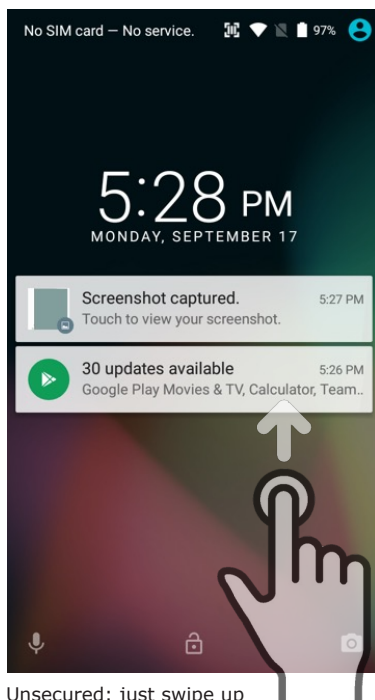 No SIM card — No service. 97%
5:28 PM
MONDAY, SEPTEMBER 17
Screenshot captured. 5:27 PM
Touch to view your screenshot.
30 updates available 5:26 PM
Google Play Movies & TV, Calculator, Team..
Unsecured: just swipe up